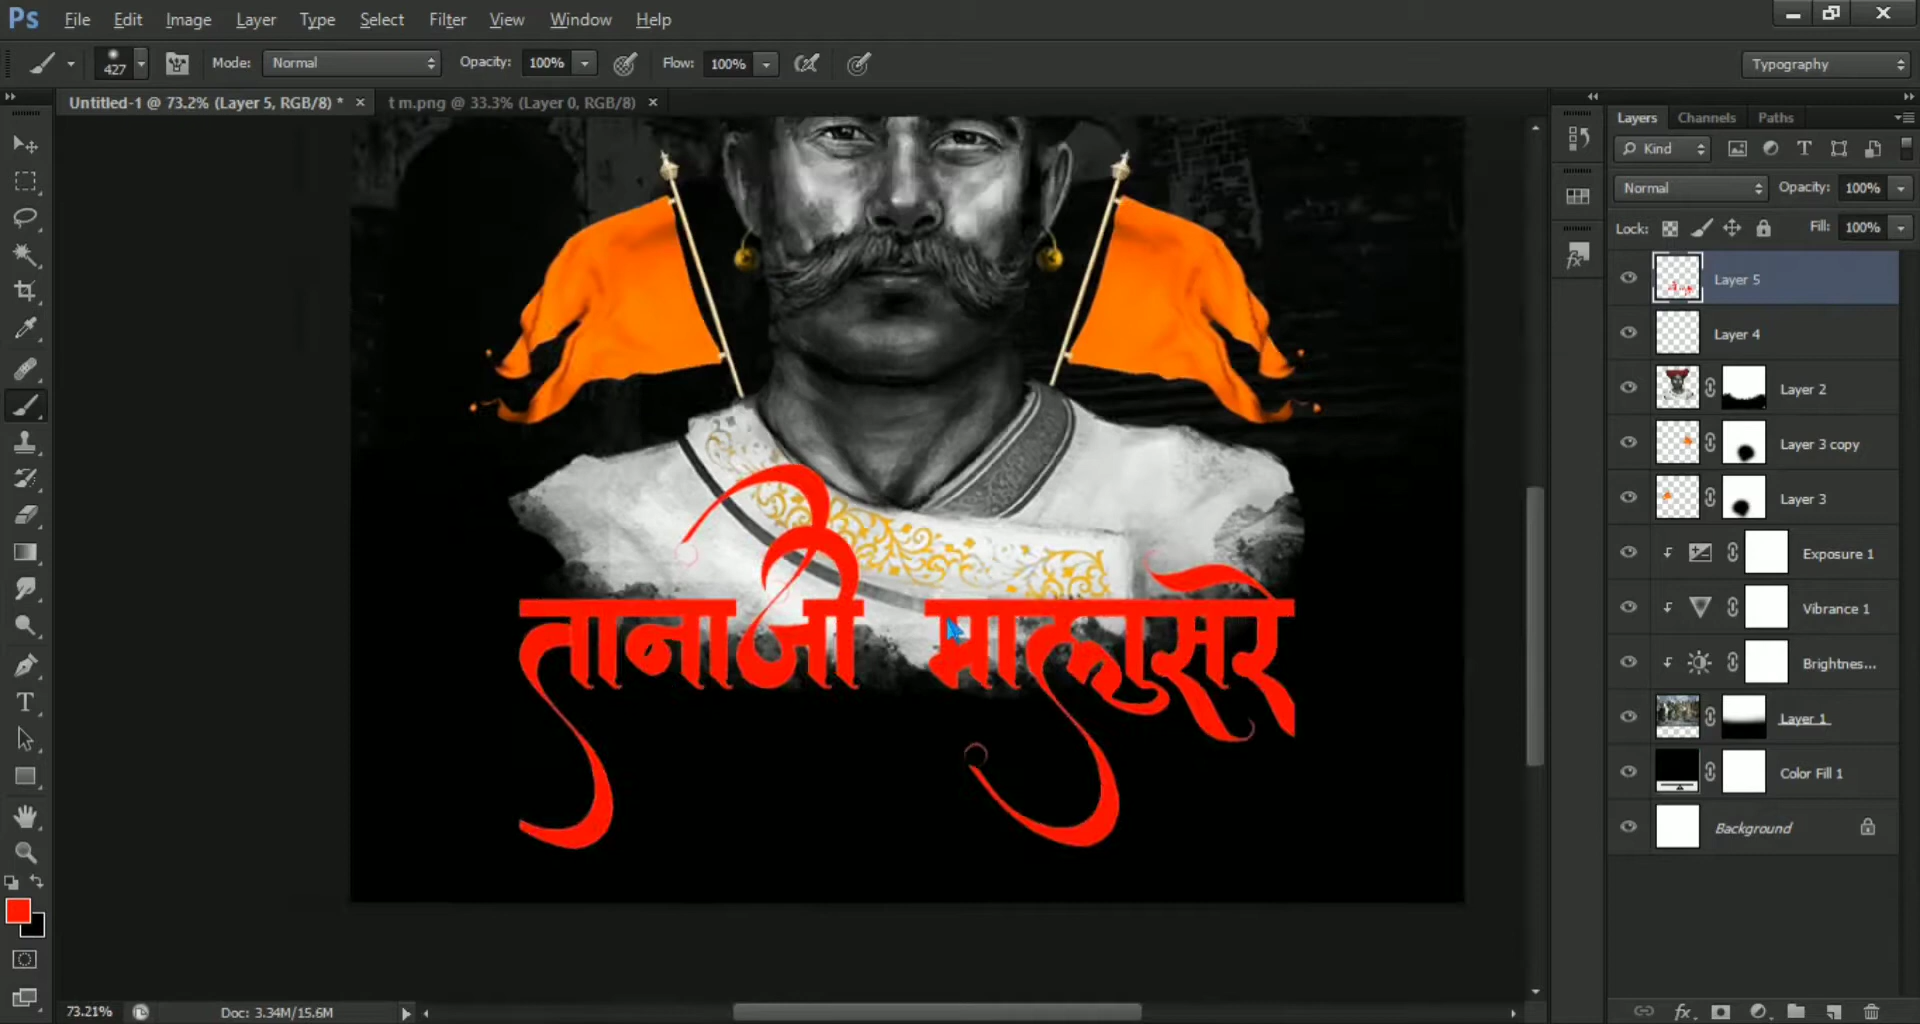 Ps File Edit Image Layer Type Select Filter View Window Help
427 Mode: Normal Opacity: 100% Flow: 100% Typography
Untitled-1 @ 73.2% (Layer 5, RGB/8) * × t m.png @ 33.3% (Layer 0, RGB/8) ×
Layers Channels Paths
Kind
Normal Opacity: 100%
Lock: Fill: 100%
Layer 5
Layer 4
Layer 2
Layer 3 copy
Layer 3
Exposure 1
Vibrance 1
Brightnes...
Layer 1
Color Fill 1
Background
तानाजी मालुसरे
73.21% Doc: 3.34M/15.6M